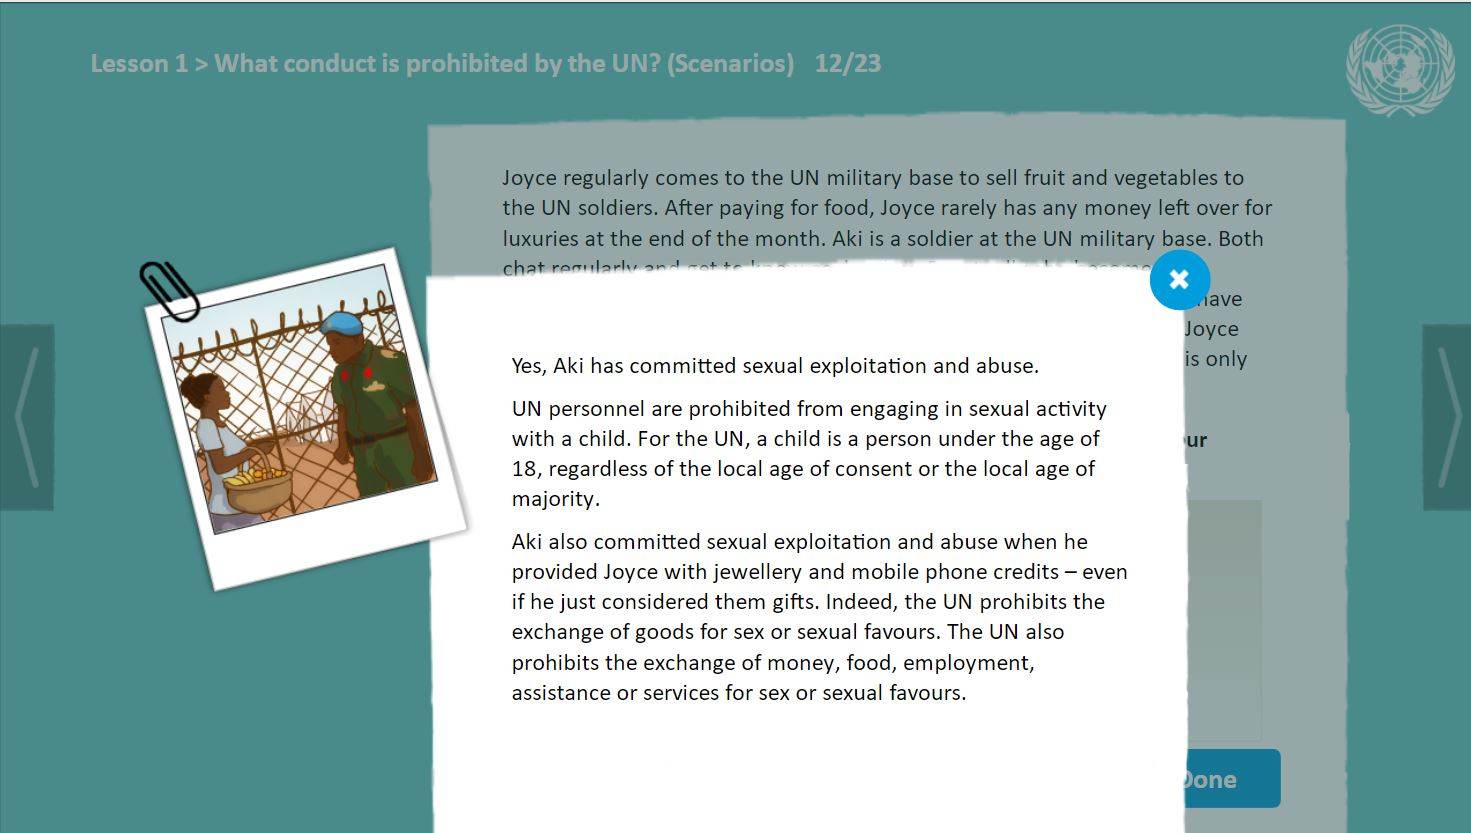 Lesson 1 > What conduct is prohibited by the UN? (Scenarios) 12/23
Joyce regularly comes to the UN military base to sell fruit and vegetables to
the UN soldiers. After paying for food, Joyce rarely has any money left over for
luxuries at the end of the month. Aki is a soldier at the UN military base. Both
chat regularly and get to
have
Joyce
is only
Yes, Aki has committed sexual exploitation and abuse.
UN personnel are prohibited from engaging in sexual activity
with a child. For the UN, a child is a person under the age of
18, regardless of the local age of consent or the local age of
majority.
Aki also committed sexual exploitation and abuse when he
provided Joyce with jewellery and mobile phone credits – even
if he just considered them gifts. Indeed, the UN prohibits the
exchange of goods for sex or sexual favours. The UN also
prohibits the exchange of money, food, employment,
assistance or services for sex or sexual favours.
Done